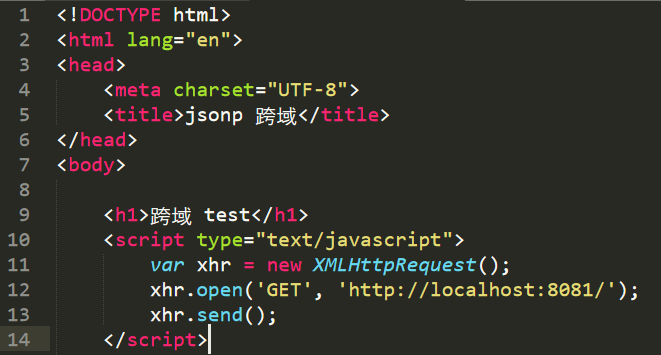 1 <!DOCTYPE html>
2 <html lang="en">
3 <head>
4     <meta charset="UTF-8">
5     <title>jsonp 跨域</title>
6 </head>
7 <body>
8
9     <h1>跨域 test</h1>
10     <script type="text/javascript">
11         var xhr = new XMLHttpRequest();
12         xhr.open('GET', 'http://localhost:8081/');
13         xhr.send();
14     </script>